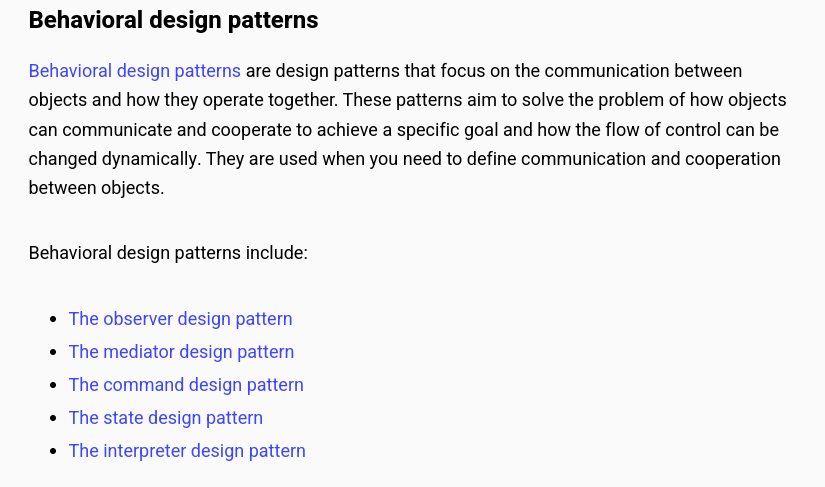 Behavioral design patterns
Behavioral design patterns are design patterns that focus on the communication between
objects and how they operate together. These patterns aim to solve the problem of how objects
can communicate and cooperate to achieve a specific goal and how the flow of control can be
changed dynamically. They are used when you need to define communication and cooperation
between objects.
Behavioral design patterns include:
• The observer design pattern
• The mediator design pattern
• The command design pattern
• The state design pattern
• The interpreter design pattern